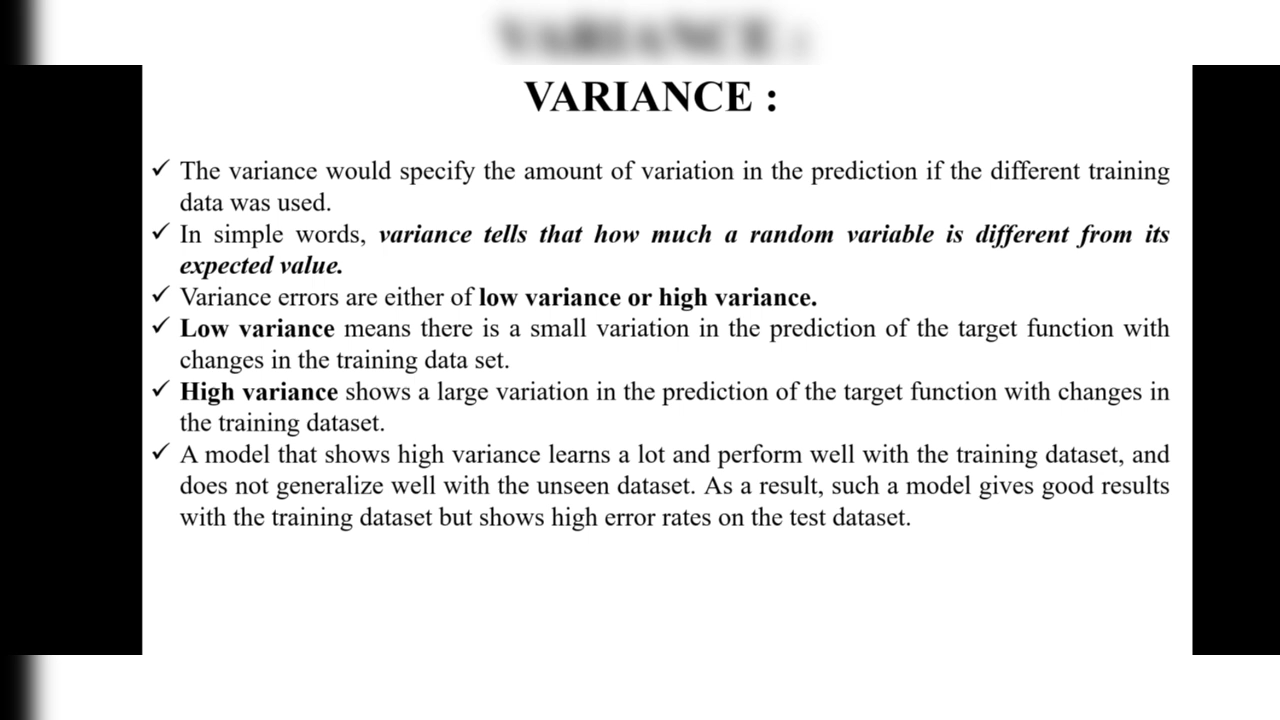 VARIANCE :
✓ The variance would specify the amount of variation in the prediction if the different training
data was used.
✓ In simple words, variance tells that how much a random variable is different from its
expected value.
✓ Variance errors are either of low variance or high variance.
✓ Low variance means there is a small variation in the prediction of the target function with
changes in the training data set.
✓ High variance shows a large variation in the prediction of the target function with changes in
the training dataset.
✓ A model that shows high variance learns a lot and perform well with the training dataset, and
does not generalize well with the unseen dataset. As a result, such a model gives good results
with the training dataset but shows high error rates on the test dataset.